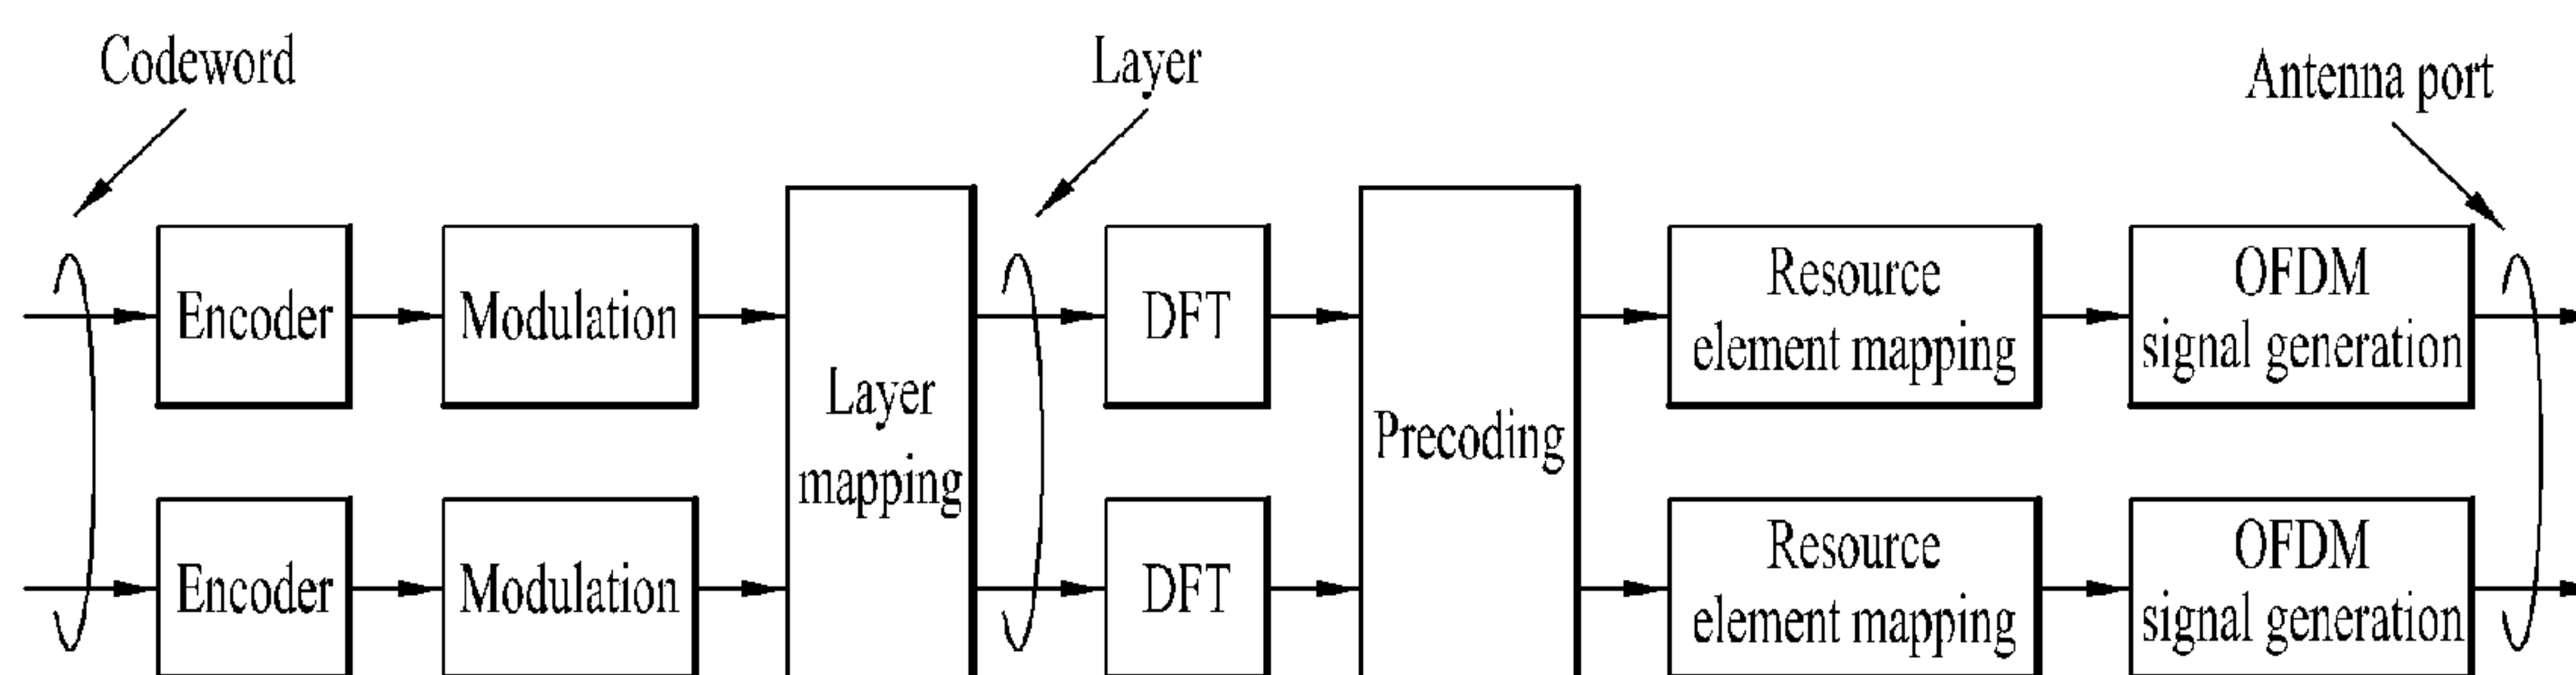 Codeword
Layer
Antenna port
Encoder
Modulation
Layer
mapping
DFT
Precoding
Resource
element mapping
OFDM
signal generation
Encoder
Modulation
DFT
Resource
element mapping
OFDM
signal generation